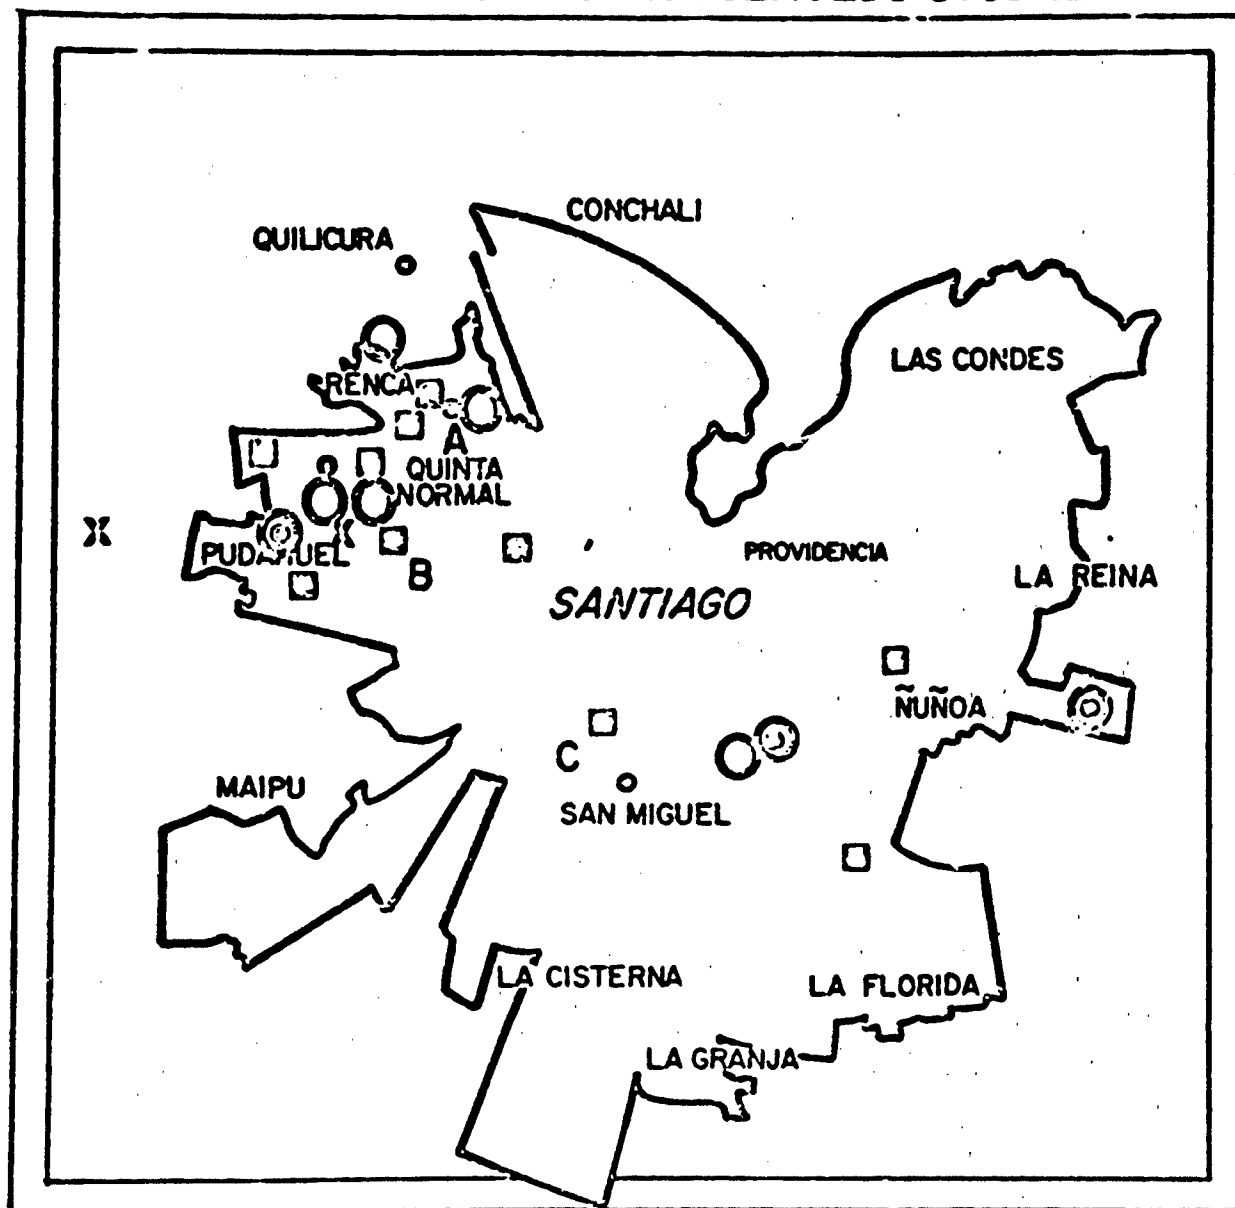 CONCHALI
QUILICURA
LAS CONDES
RENCA
A
QUINTA
NORMAL
X
PUDAHUEL
B
PROVIDENCIA
LA REINA
SANTIAGO
ÑUÑOA
C
MAIPU
SAN MIGUEL
LA CISTERNA
LA FLORIDA
LA GRANJA